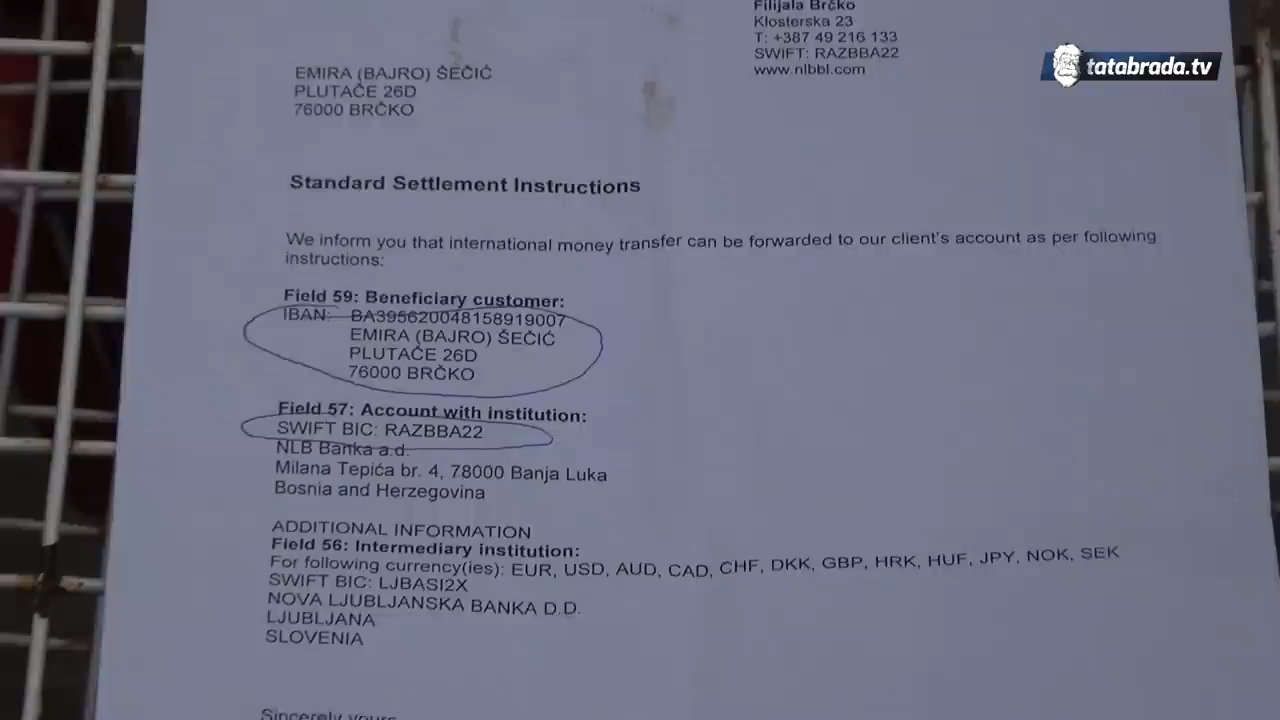 Filijala Brčko
Klosterska 23
T: +387 49 216 133
SWIFT: RAZBBA22
www.nlbbl.com
tatabrada.tv
EMIRA (BAJRO) ŠEČIĆ
PLUTAČE 26D
76000 BRČKO
Standard Settlement Instructions
We inform you that international money transfer can be forwarded to our client's account as per following
instructions:
Field 59: Beneficiary customer:
IBAN: BA395620048158919007
EMIRA (BAJRO) ŠEČIĆ
PLUTAČE 26D
76000 BRČKO
Field 57: Account with institution:
SWIFT BIC: RAZBBA22
NLB Banka a.d.
Milana Tepića br. 4, 78000 Banja Luka
Bosnia and Herzegovina
ADDITIONAL INFORMATION
Field 56: Intermediary institution:
For following currency(ies): EUR, USD, AUD, CAD, CHF, DKK, GBP, HRK, HUF, JPY, NOK, SEK
SWIFT BIC: LJBASI2X
NOVA LJUBLJANSKA BANKA D.D.
LJUBLJANA
SLOVENIA
Sincerely yours